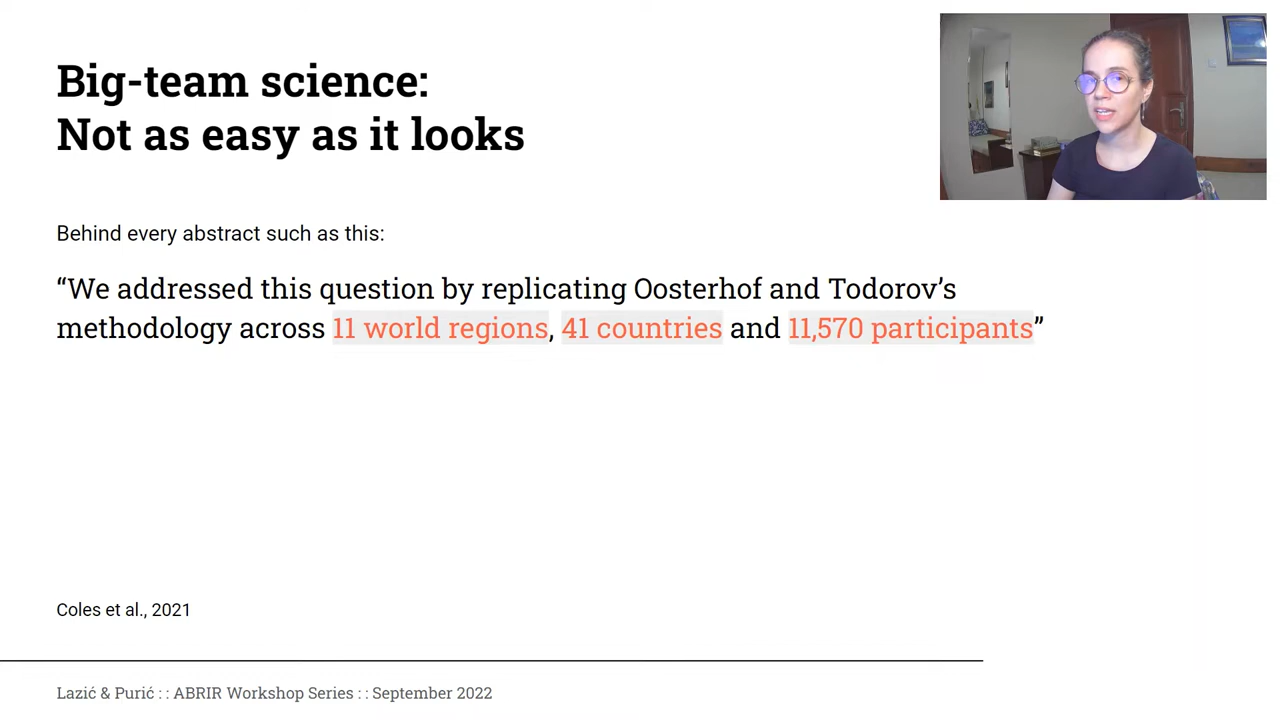 Big-team science:
Not as easy as it looks
Behind every abstract such as this:
“We addressed this question by replicating Oosterhof and Todorov’s
methodology across 11 world regions, 41 countries and 11,570 participants”
Coles et al., 2021
Lazić & Purić : : ABRIR Workshop Series : : September 2022